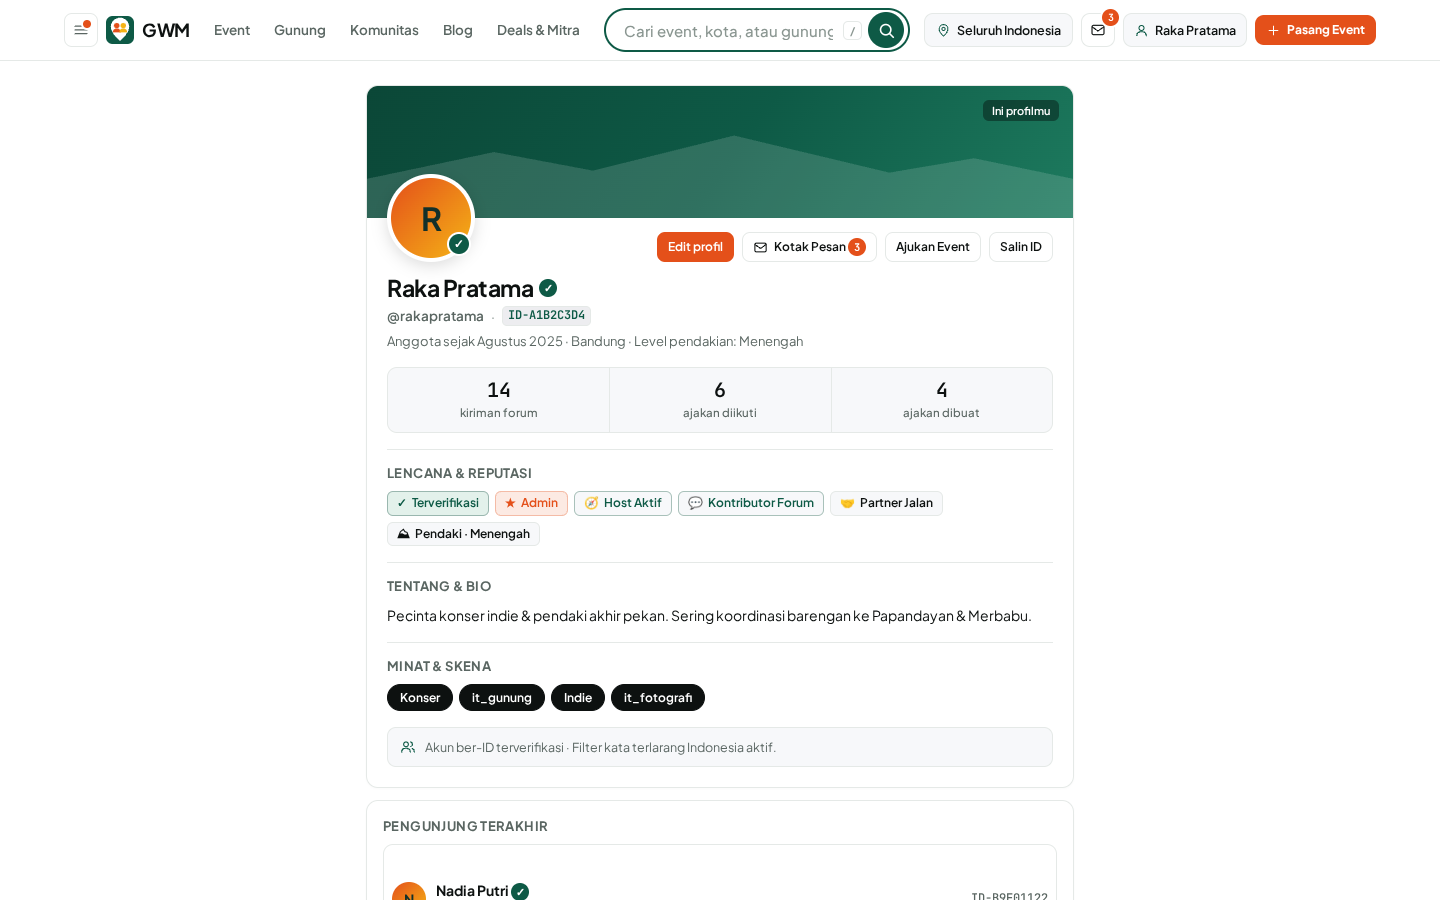 GWM Event Gunung Komunitas Blog Deals & Mitra Cari event, kota, atau gunung / Seluruh Indonesia 3 Raka Pratama + Pasang Event
Ini profilmu
R
✓
Edit profil Kotak Pesan 3 Ajukan Event Salin ID
Raka Pratama ✓
@rakapratama · ID-A1B2C3D4
Anggota sejak Agustus 2025 · Bandung · Level pendakian: Menengah
14 6 4
kiriman forum ajakan diikuti ajakan dibuat
LENCANA & REPUTASI
✓ Terverifikasi ★ Admin 🧭 Host Aktif 💬 Kontributor Forum 🤝 Partner Jalan
⛰ Pendaki · Menengah
TENTANG & BIO
Pecinta konser indie & pendaki akhir pekan. Sering koordinasi barengan ke Papandayan & Merbabu.
MINAT & SKENA
Konser it_gunung Indie it_fotografi
Akun ber-ID terverifikasi · Filter kata terlarang Indonesia aktif.
PENGUNJUNG TERAKHIR
Nadia Putri ✓
N ID-B9F01122